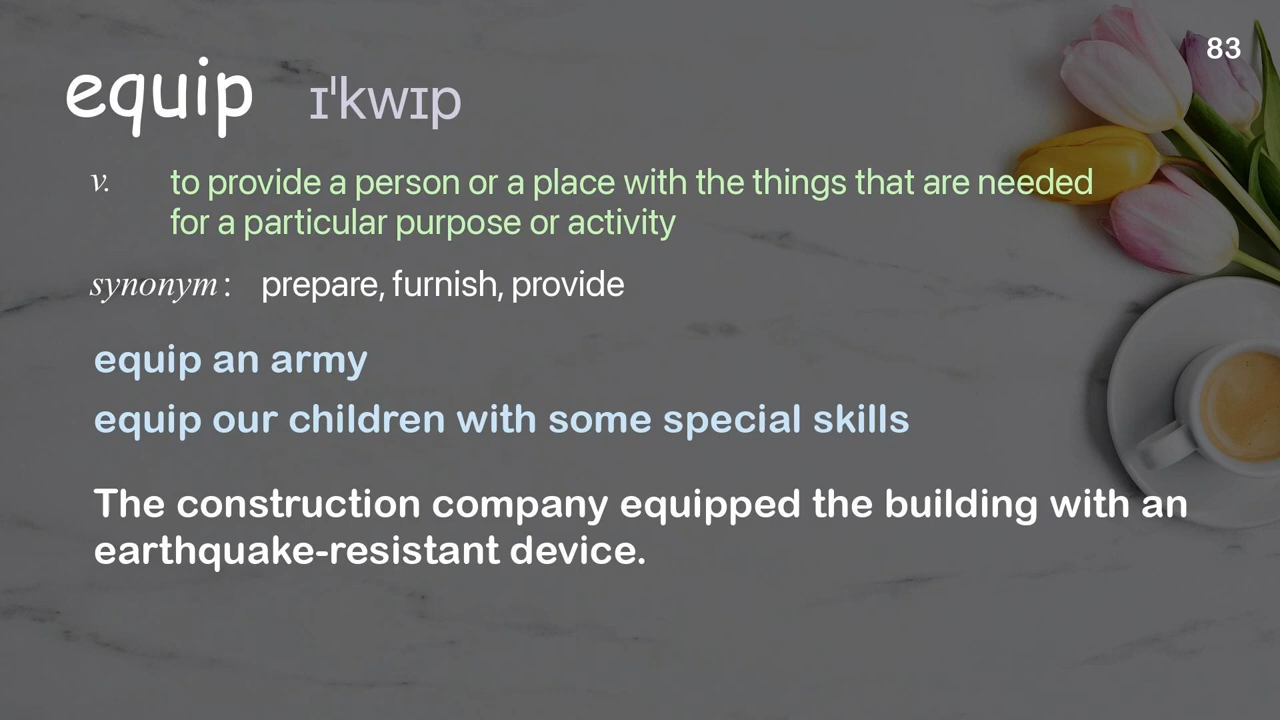 83
equip ɪˈkwɪp
v. to provide a person or a place with the things that are needed
for a particular purpose or activity
synonym: prepare, furnish, provide
equip an army
equip our children with some special skills
The construction company equipped the building with an
earthquake-resistant device.